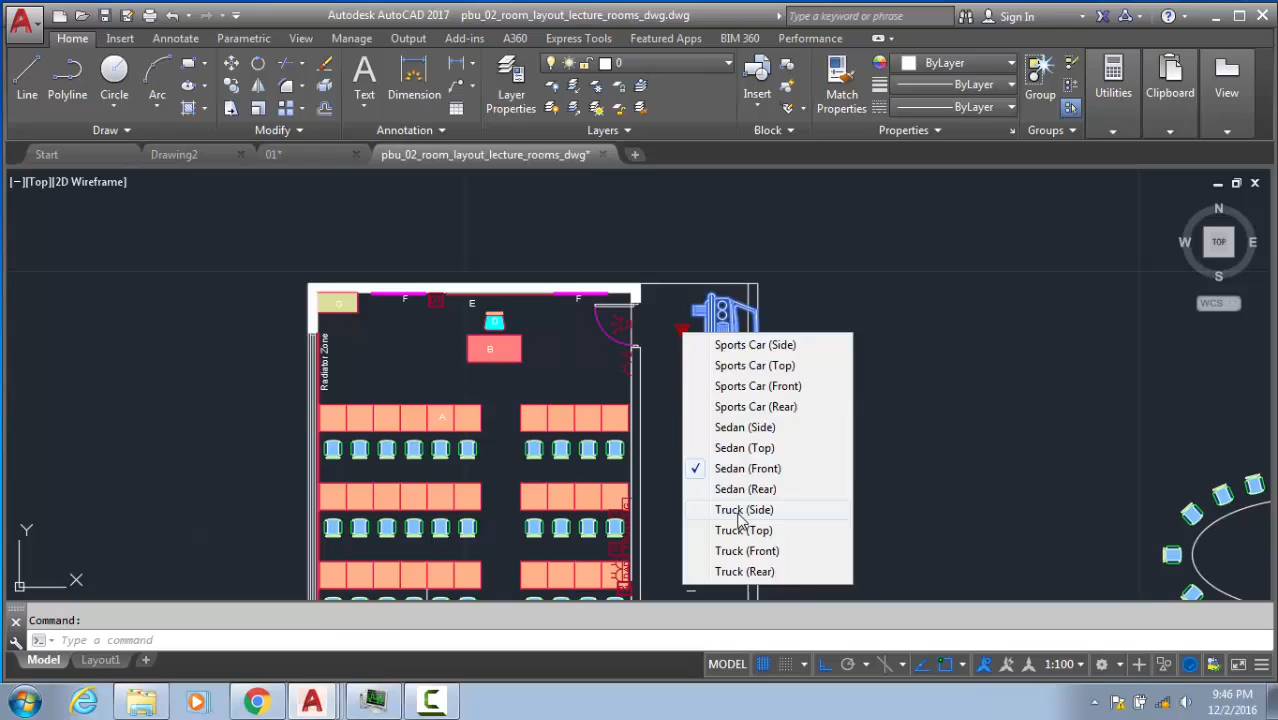 Autodesk AutoCAD 2017 pbu_02_room_layout_lecture_rooms_dwg.dwg
Type a keyword or phrase
Sign In
Home Insert Annotate Parametric View Manage Output Add-ins A360 Express Tools Featured Apps BIM 360 Performance
Line Polyline Circle Arc
Text Dimension
Layer Properties
0
Insert
Match Properties
ByLayer
ByLayer
ByLayer
Group
Utilities
Clipboard
View
Draw Modify Annotation Layers Block Properties Groups
Start Drawing2 01* pbu_02_room_layout_lecture_rooms_dwg*
[−][Top][2D Wireframe]
N
W TOP E
S
WCS
G F E F
D
B
Radiator Zone
A
Sports Car (Side)
Sports Car (Top)
Sports Car (Front)
Sports Car (Rear)
Sedan (Side)
Sedan (Top)
Sedan (Front)
Sedan (Rear)
Truck (Side)
Truck (Top)
Truck (Front)
Truck (Rear)
Y
X
Command:
Type a command
Model Layout1
MODEL 1:100
9:46 PM
12/2/2016